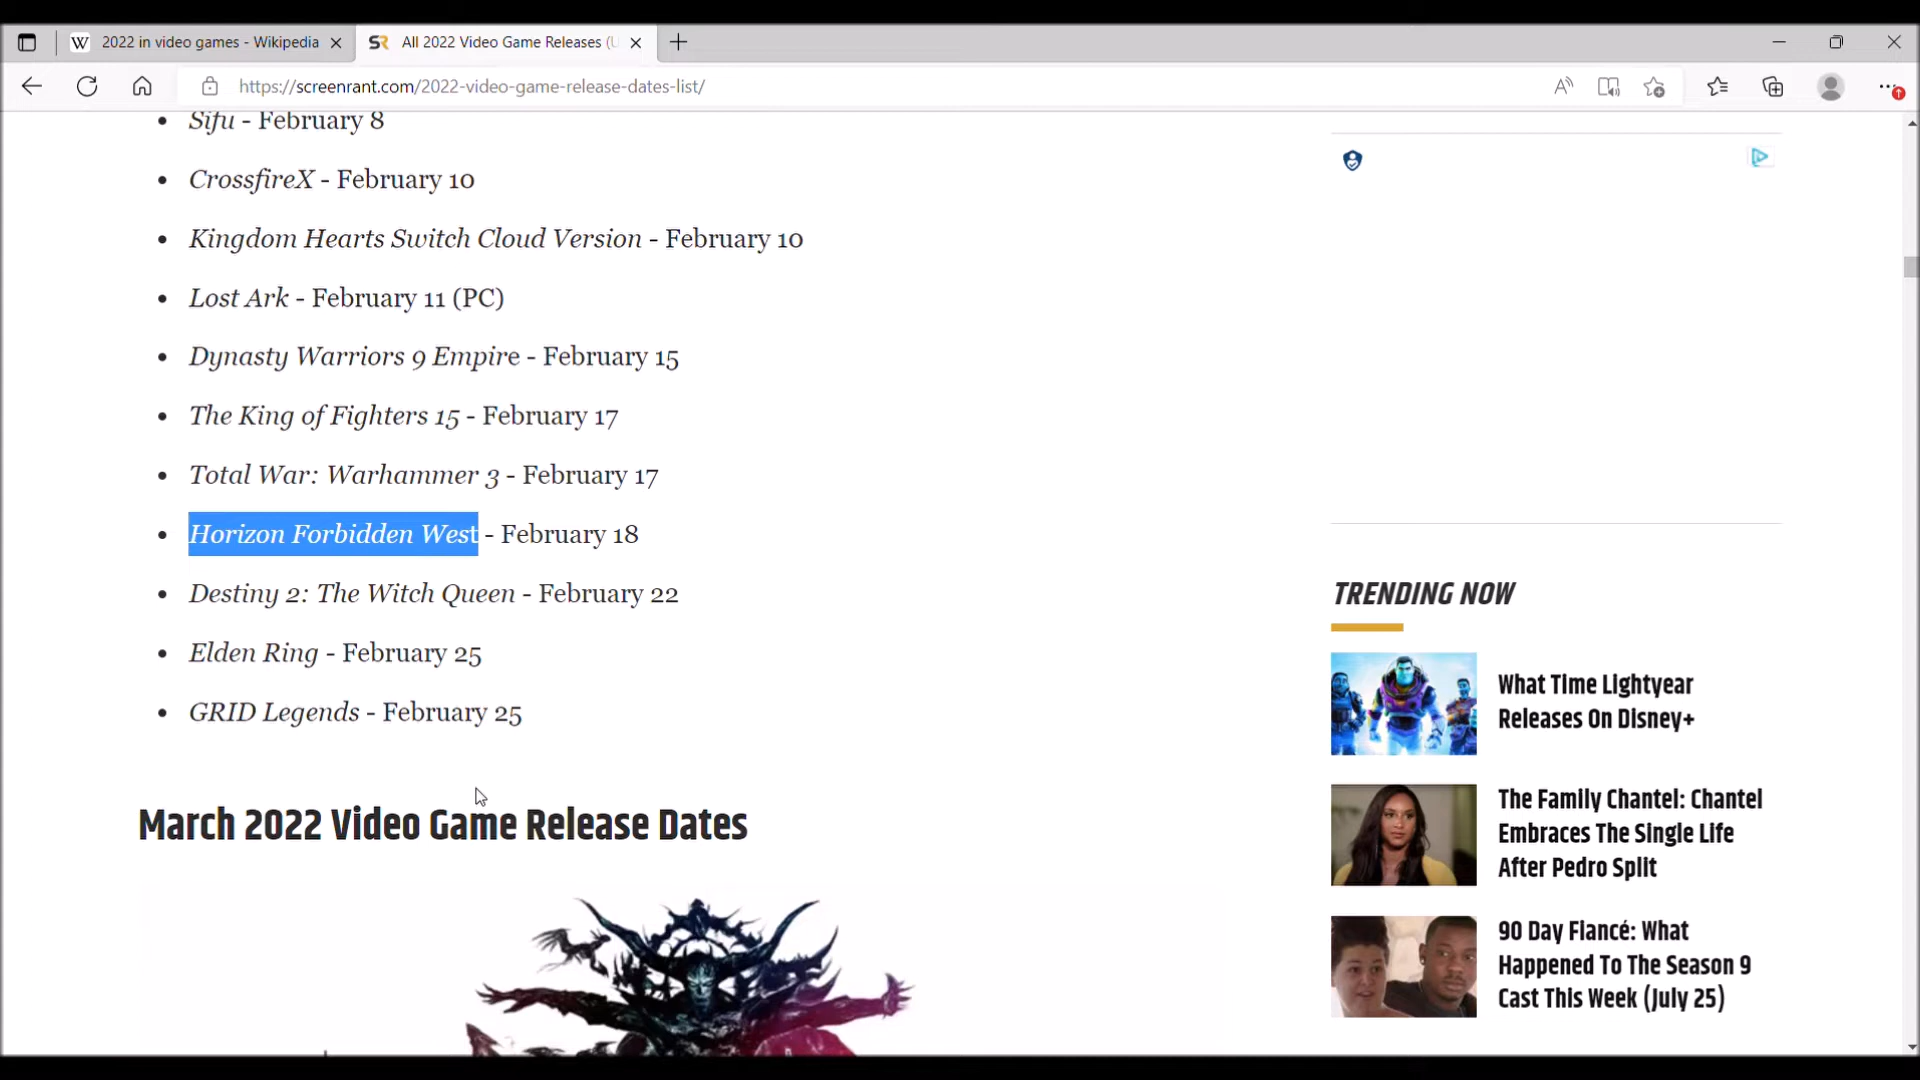 2022 in video games - Wikipedia
All 2022 Video Game Releases (U
https://screenrant.com/2022-video-game-release-dates-list/
Sifu - February 8
CrossfireX - February 10
Kingdom Hearts Switch Cloud Version - February 10
Lost Ark - February 11 (PC)
Dynasty Warriors 9 Empire - February 15
The King of Fighters 15 - February 17
Total War: Warhammer 3 - February 17
Horizon Forbidden West - February 18
Destiny 2: The Witch Queen - February 22
Elden Ring - February 25
GRID Legends - February 25
March 2022 Video Game Release Dates
TRENDING NOW
What Time Lightyear
Releases On Disney+
The Family Chantel: Chantel
Embraces The Single Life
After Pedro Split
90 Day Fiancé: What
Happened To The Season 9
Cast This Week (July 25)